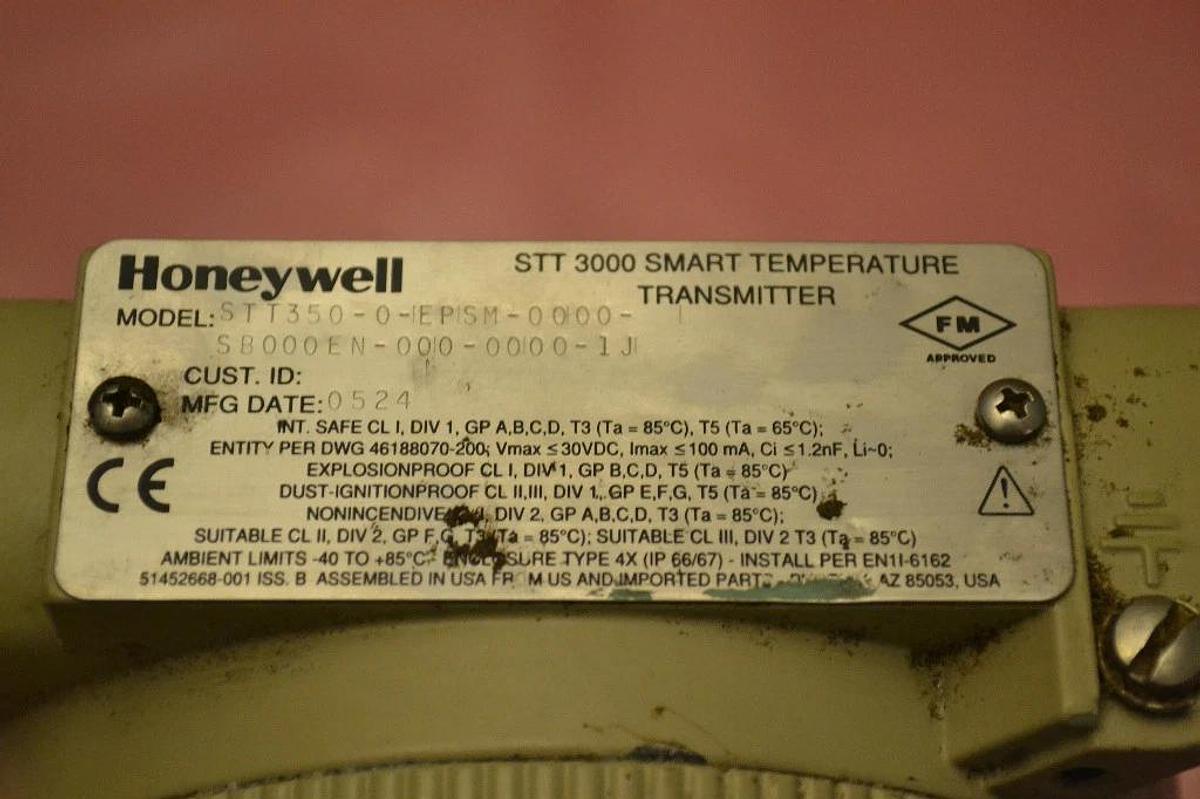 Honeywell
STT 3000 SMART TEMPERATURE
TRANSMITTER
MODEL: STT350-0-EPSM-0000-
SB000EN-000-0000-1J
FM
APPROVED
CUST. ID:
MFG DATE: 0524
INT. SAFE CL I, DIV 1, GP A,B,C,D, T3 (Ta = 85°C), T5 (Ta = 65°C);
ENTITY PER DWG 46188070-200; Vmax ≤30VDC, Imax ≤100 mA, Ci ≤1.2nF, Li~0;
EXPLOSIONPROOF CL I, DIV 1, GP B,C,D, T5 (Ta = 85°C)
CE
DUST-IGNITIONPROOF CL II,III, DIV 1, GP E,F,G, T5 (Ta = 85°C)
NONINCENDIVE I, DIV 2, GP A,B,C,D, T3 (Ta = 85°C);
SUITABLE CL II, DIV 2, GP F,G, T3 (Ta = 85°C); SUITABLE CL III, DIV 2 T3 (Ta = 85°C)
AMBIENT LIMITS -40 TO +85°C- ENCLOSURE TYPE 4X (IP 66/67) - INSTALL PER EN1I-6162
51452668-001 ISS. B ASSEMBLED IN USA FROM US AND IMPORTED PARTS - AZ 85053, USA